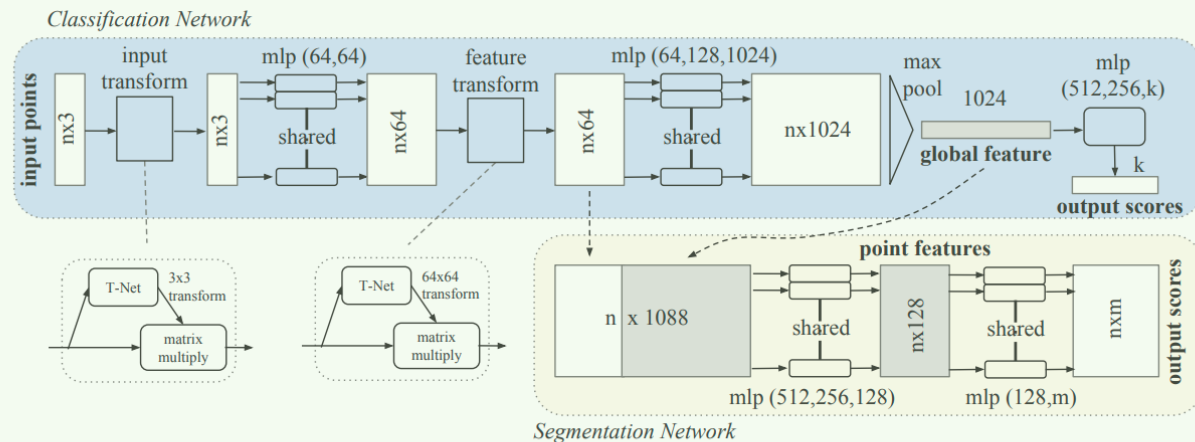 Classification Network
input points
nx3
input
transform
nx3
mlp (64,64)
shared
nx64
feature
transform
nx64
mlp (64,128,1024)
shared
nx1024
max
pool
1024
global feature
mlp
(512,256,k)
k
output scores
T-Net
3x3
transform
matrix
multiply
T-Net
64x64
transform
matrix
multiply
point features
n x 1088
shared
mlp (512,256,128)
nx128
shared
mlp (128,m)
nxm
output scores
Segmentation Network